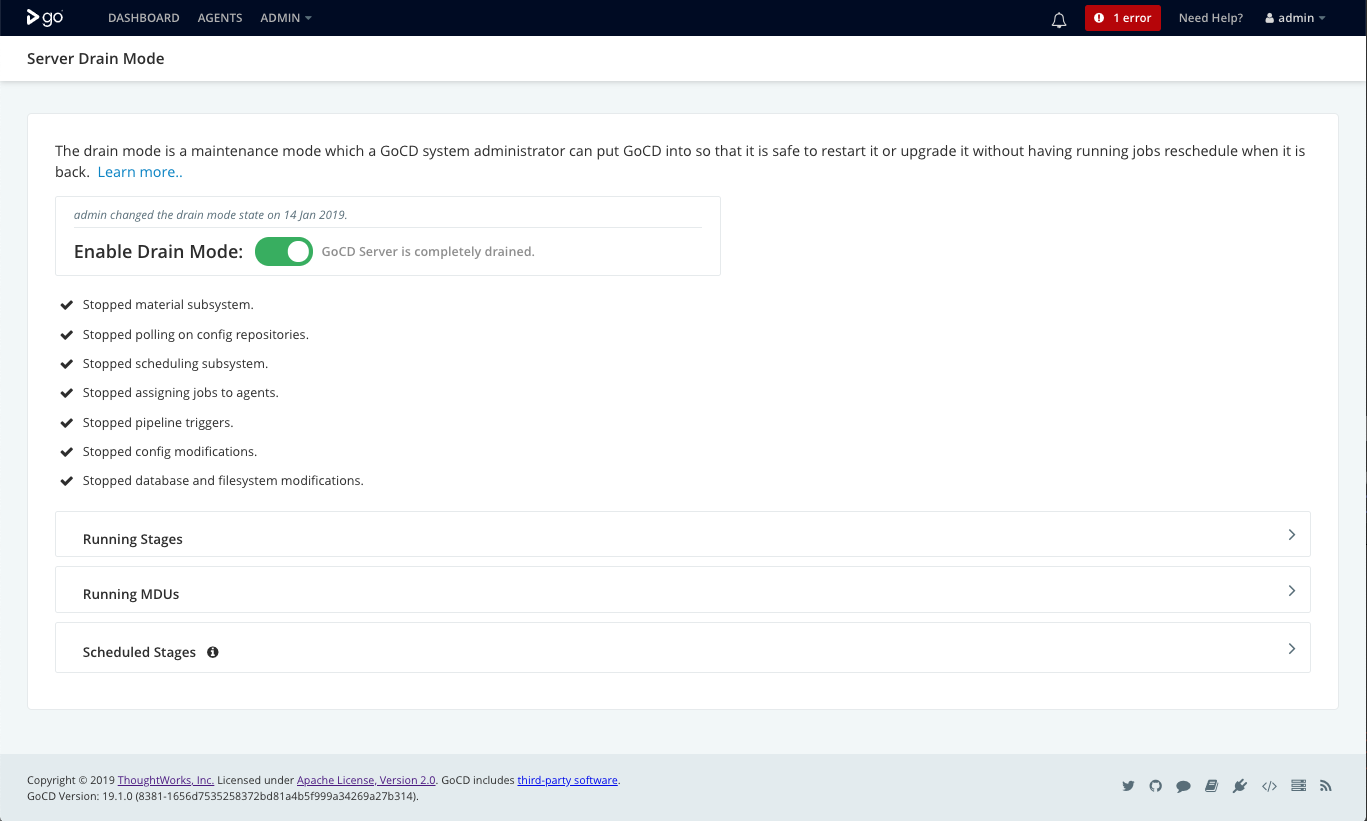 go DASHBOARD AGENTS ADMIN 1 error Need Help? admin
Server Drain Mode
The drain mode is a maintenance mode which a GoCD system administrator can put GoCD into so that it is safe to restart it or upgrade it without having running jobs reschedule when it is
back. Learn more..
admin changed the drain mode state on 14 Jan 2019.
Enable Drain Mode: GoCD Server is completely drained.
Stopped material subsystem.
Stopped polling on config repositories.
Stopped scheduling subsystem.
Stopped assigning jobs to agents.
Stopped pipeline triggers.
Stopped config modifications.
Stopped database and filesystem modifications.
Running Stages
Running MDUs
Scheduled Stages
Copyright © 2019 ThoughtWorks, Inc. Licensed under Apache License, Version 2.0. GoCD includes third-party software.
GoCD Version: 19.1.0 (8381-1656d7535258372bd81a4b5f999a34269a27b314).